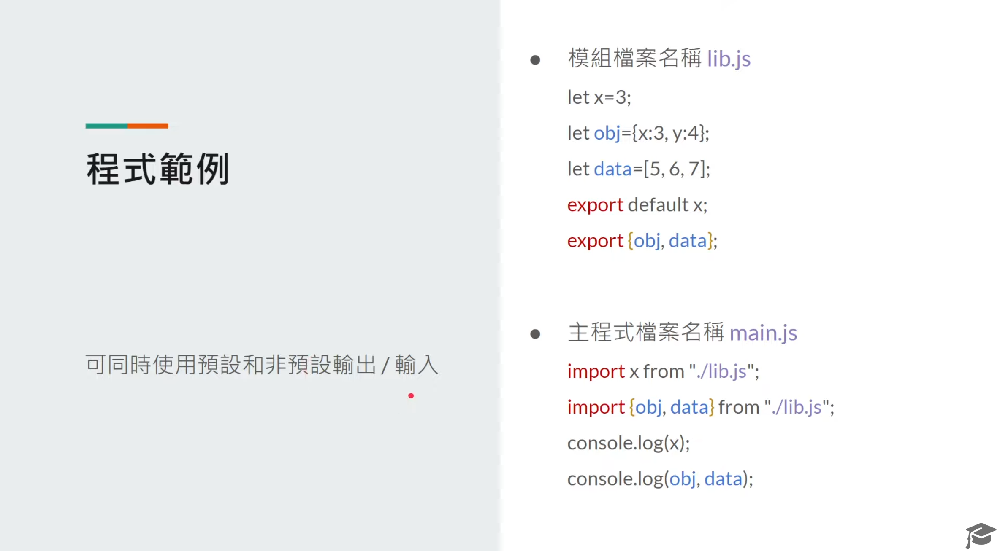 程式範例
可同時使用預設和非預設輸出 / 輸入
● 模組檔案名稱 lib.js
let x=3;
let obj={x:3, y:4};
let data=[5, 6, 7];
export default x;
export {obj, data};
● 主程式檔案名稱 main.js
import x from "./lib.js";
import {obj, data} from "./lib.js";
console.log(x);
console.log(obj, data);